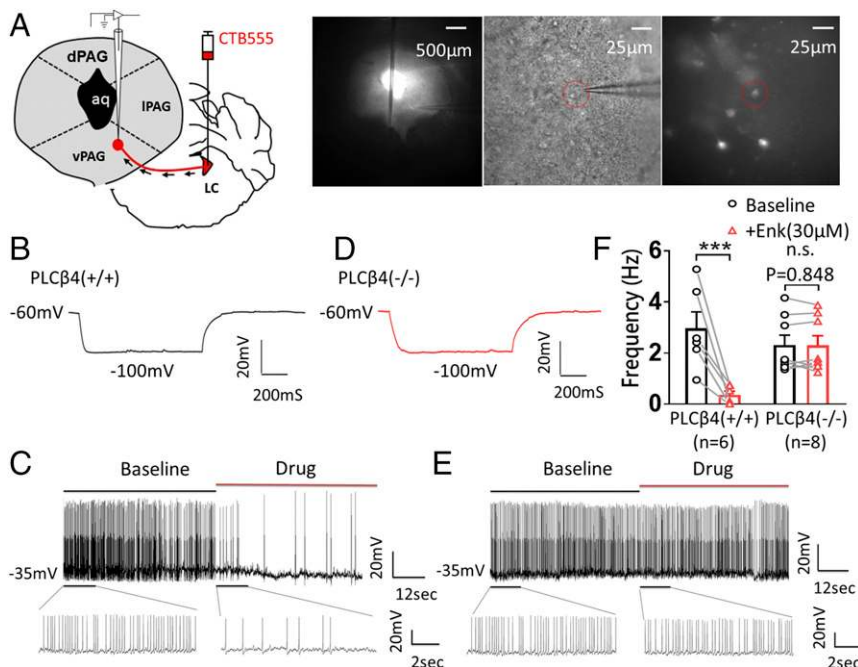 A
CTB555
dPAG
aq
lPAG
vPAG
LC
500μm
25μm
25μm
B
PLCβ4(+/+)
-60mV
-100mV
20mV
200mS
D
PLCβ4(-/-)
-60mV
-100mV
20mV
200mS
F
Baseline
+Enk(30μM)
n.s.
***
P=0.848
Frequency (Hz)
6
4
2
0
PLCβ4(+/+)
(n=6)
PLCβ4(-/-)
(n=8)
C
Baseline
Drug
-35mV
20mV
12sec
20mV
2sec
E
Baseline
Drug
-35mV
20mV
12sec
20mV
2sec